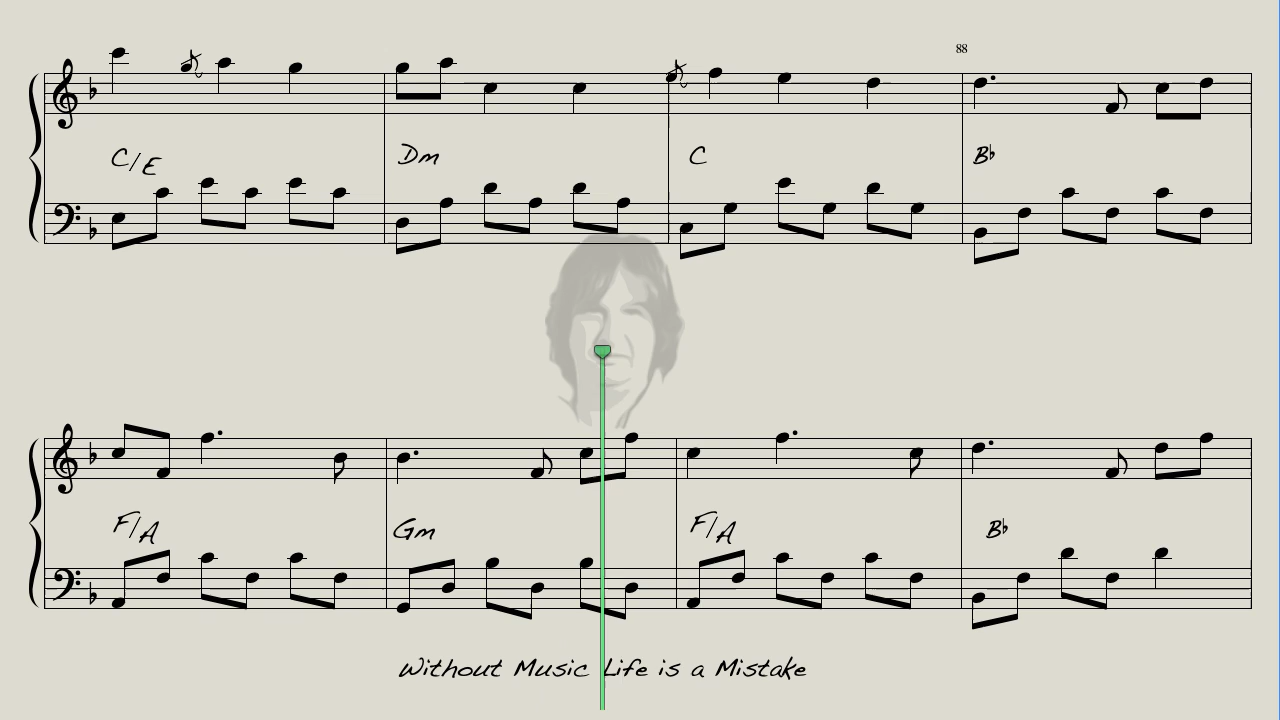 88
C/E Dm C B♭
F/A Gm F/A B♭
Without Music Life is a Mistake